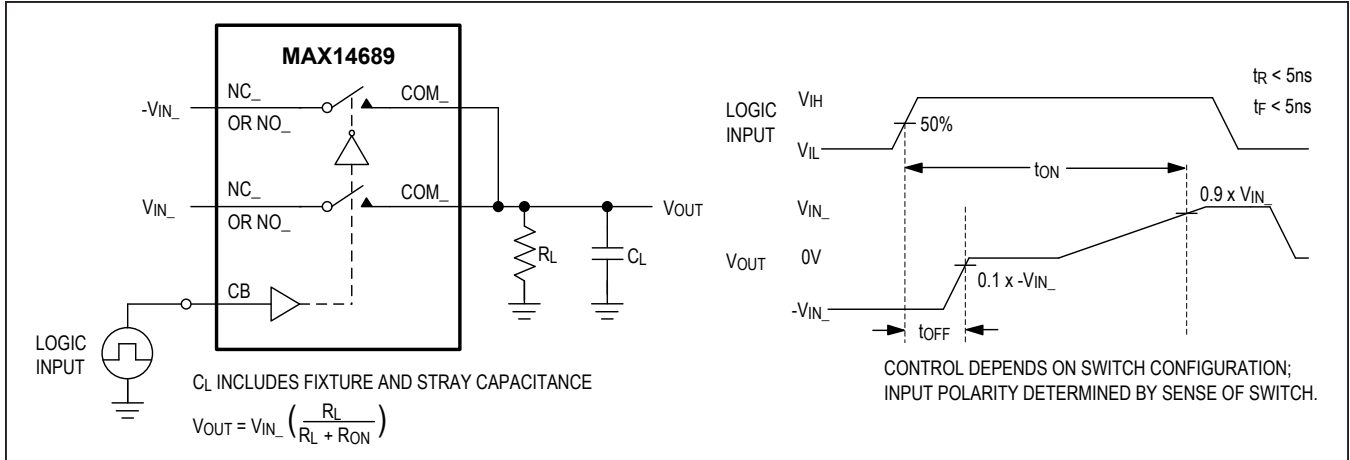 MAX14689
-VIN_
NC_
OR NO_
COM_
VIN_
NC_
OR NO_
COM_
VOUT
RL
CL
CB
LOGIC
INPUT
CL INCLUDES FIXTURE AND STRAY CAPACITANCE
VOUT = VIN_ ( RL / RL + RON )
tR < 5ns
tF < 5ns
LOGIC
INPUT
VIH
VIL
50%
tON
VIN_
0.9 x VIN_
VOUT
0V
0.1 x -VIN_
-VIN_
tOFF
CONTROL DEPENDS ON SWITCH CONFIGURATION;
INPUT POLARITY DETERMINED BY SENSE OF SWITCH.